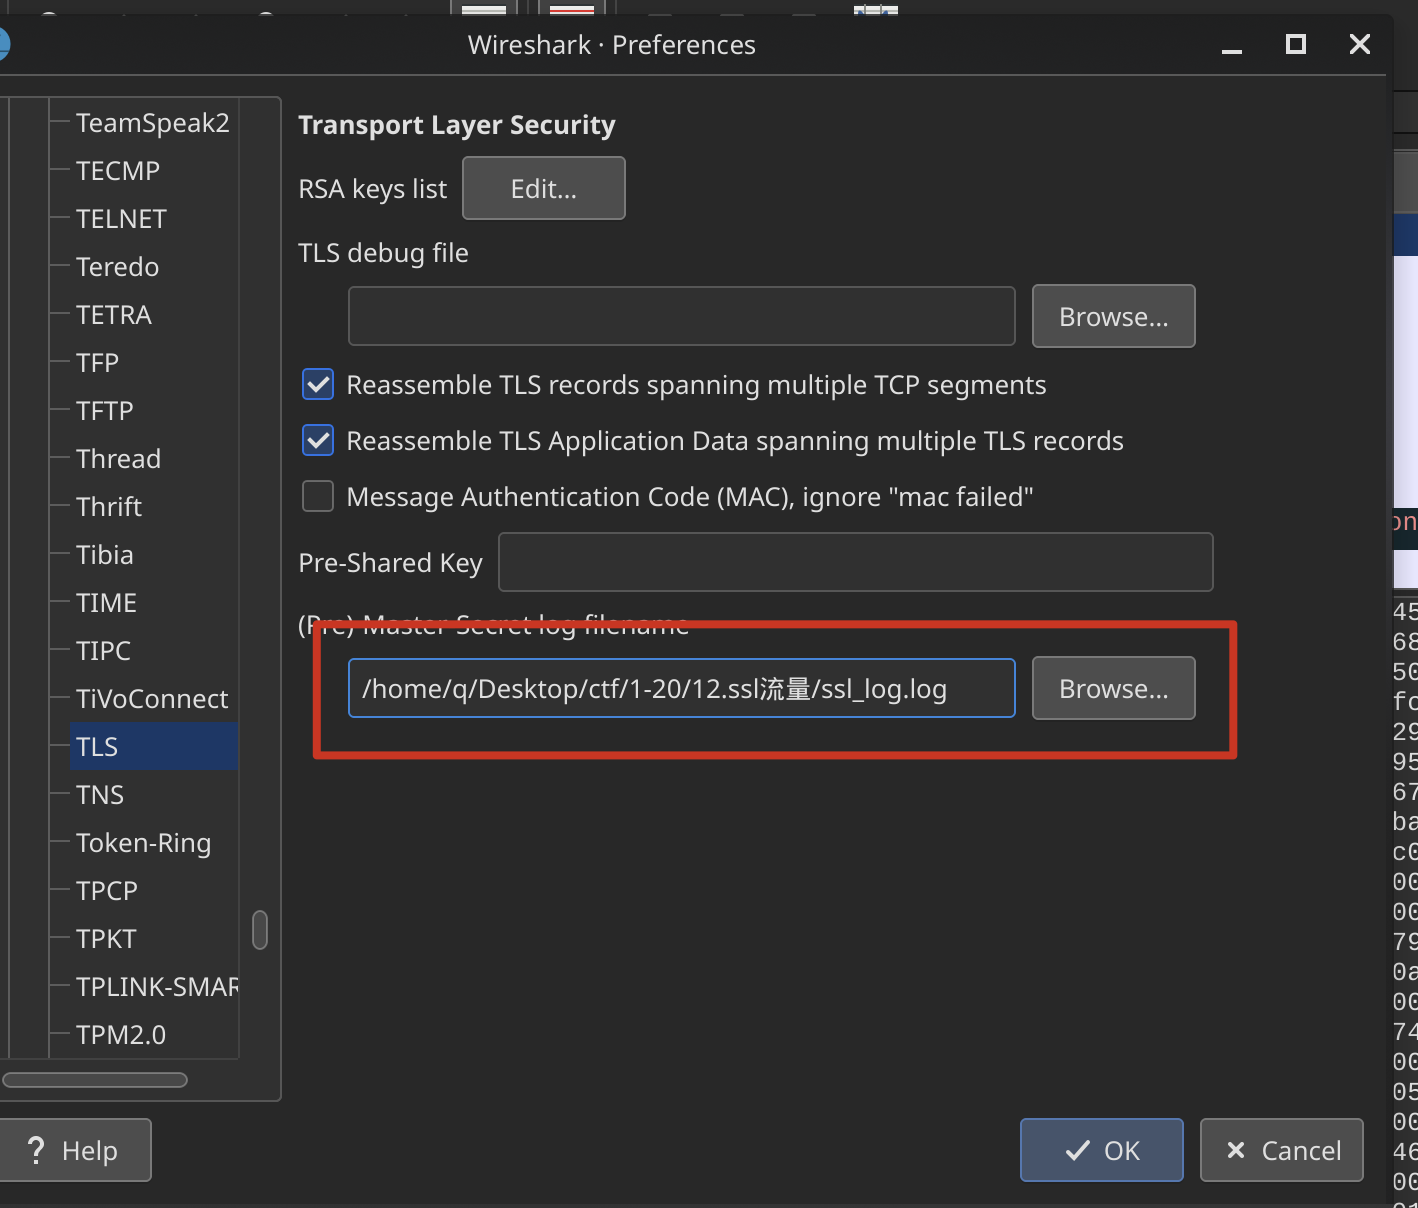 Wireshark · Preferences
TeamSpeak2
TECMP
TELNET
Teredo
TETRA
TFP
TFTP
Thread
Thrift
Tibia
TIME
TIPC
TiVoConnect
TLS
TNS
Token-Ring
TPCP
TPKT
TPLINK-SMAR
TPM2.0
Transport Layer Security
RSA keys list Edit...
TLS debug file
Browse...
Reassemble TLS records spanning multiple TCP segments
Reassemble TLS Application Data spanning multiple TLS records
Message Authentication Code (MAC), ignore "mac failed"
Pre-Shared Key
(Pre)-Master-Secret log filename
/home/q/Desktop/ctf/1-20/12.ssl流量/ssl_log.log Browse...
? Help
OK
Cancel
on
45
68
50
fc
29
95
67
ba
c0
00
00
79
0a
00
74
00
05
00
46
00